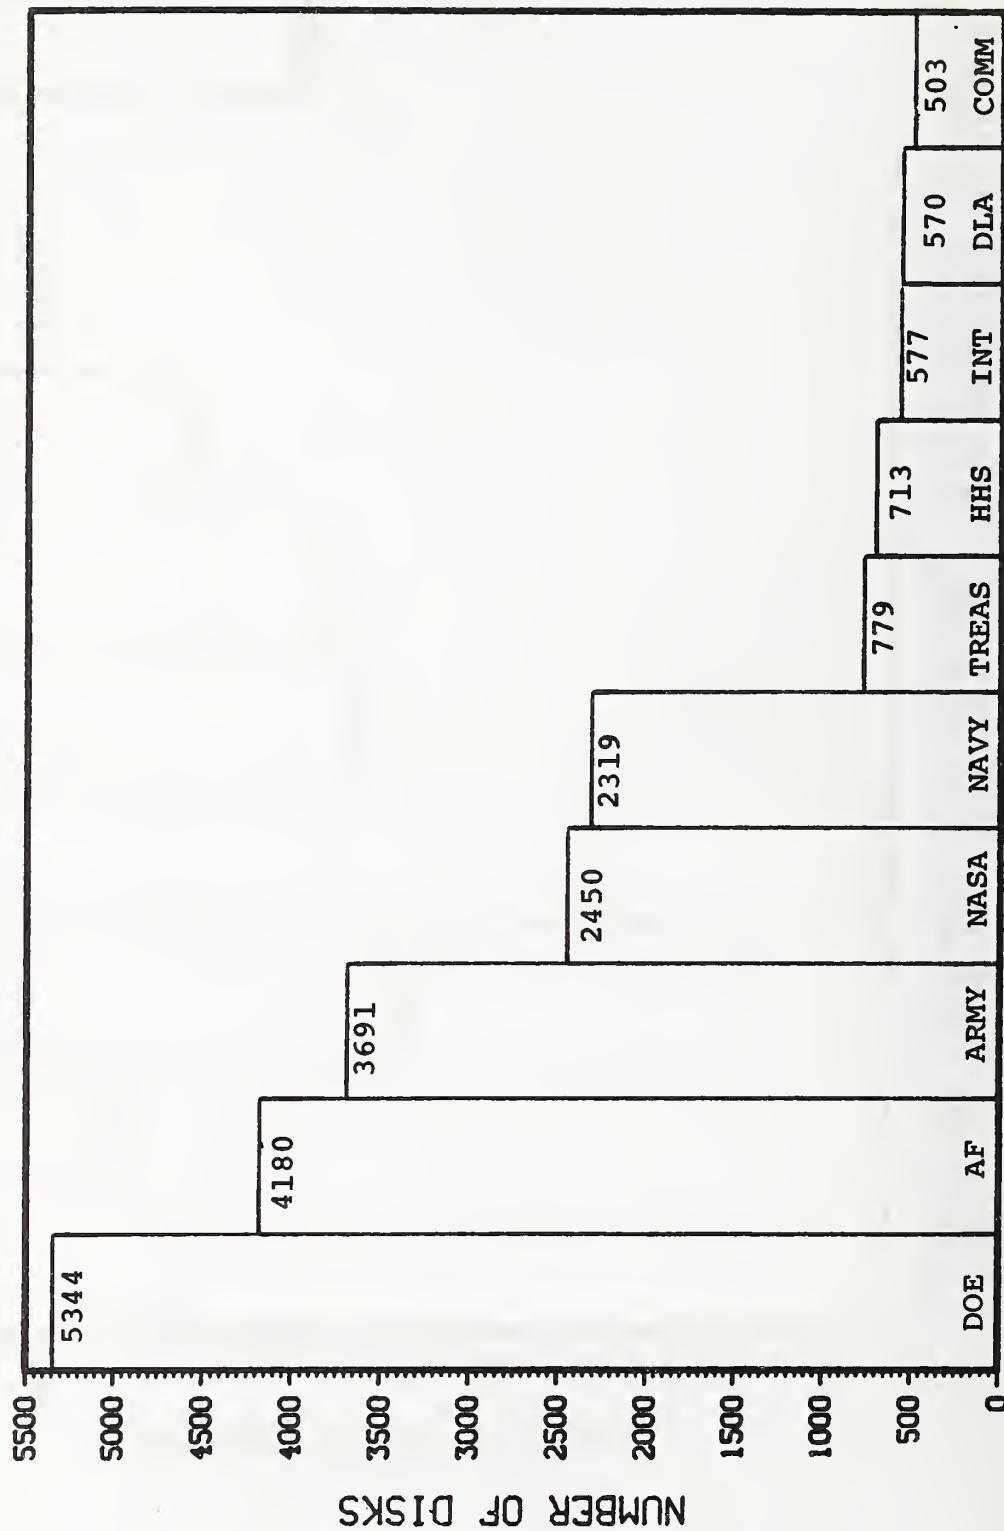 NUMBER OF DISKS
5500
5000
4500
4000
3500
3000
2500
2000
1500
1000
500
0
5344
4180
3691
2450
2319
779
713
577
570
503
DOE
AF
ARMY
NASA
NAVY
TREAS
HHS
INT
DLA
COMM